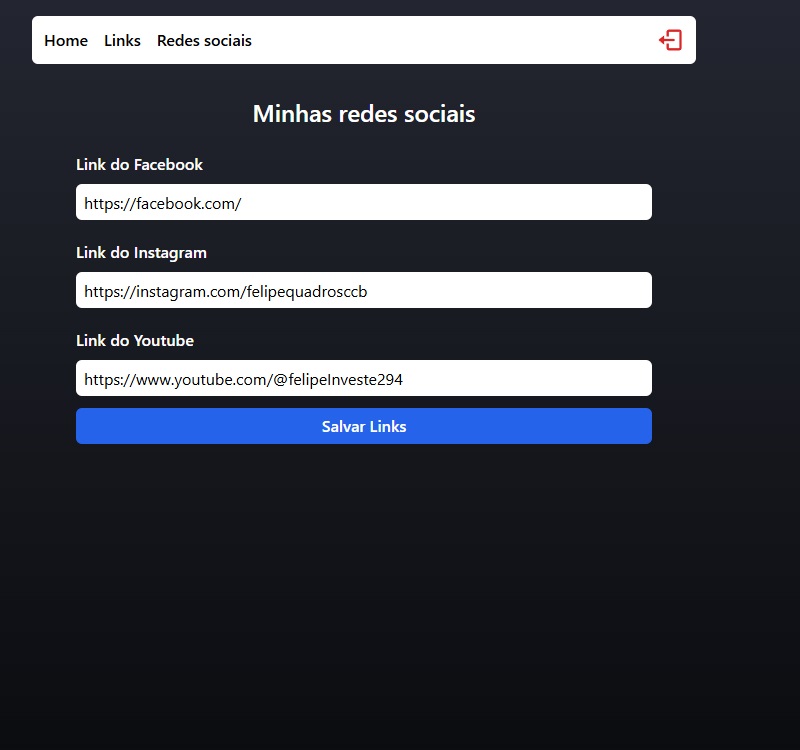 Home Links Redes sociais
Minhas redes sociais
Link do Facebook
https://facebook.com/
Link do Instagram
https://instagram.com/felipequadrosccb
Link do Youtube
https://www.youtube.com/@felipeInveste294
Salvar Links